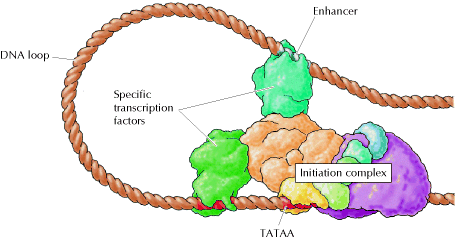 Enhancer
DNA loop
Specific
transcription
factors
Initiation complex
TATAA